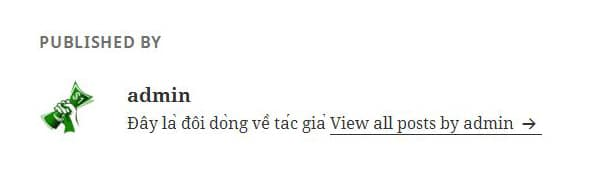 PUBLISHED BY
admin
Đây là đôi dòng về tác giả View all posts by admin →